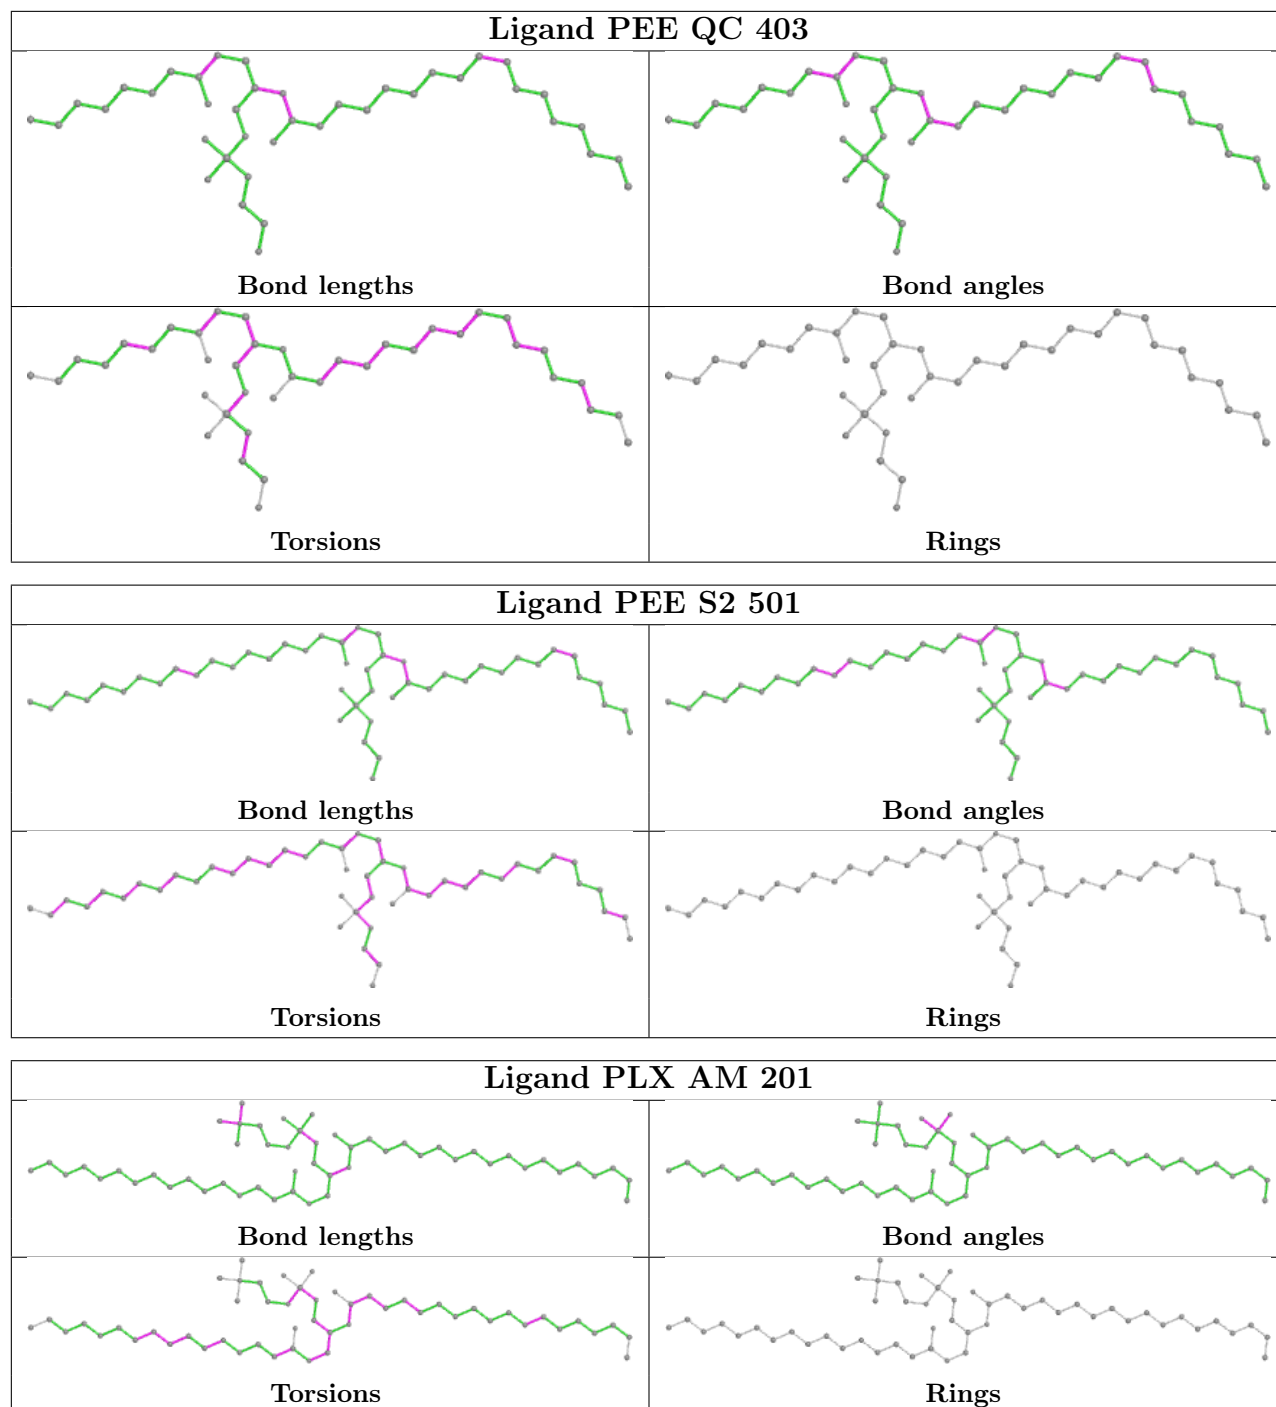 Ligand PEE QC 403
Bond lengths
Bond angles
Torsions
Rings
Ligand PEE S2 501
Bond lengths
Bond angles
Torsions
Rings
Ligand PLX AM 201
Bond lengths
Bond angles
Torsions
Rings